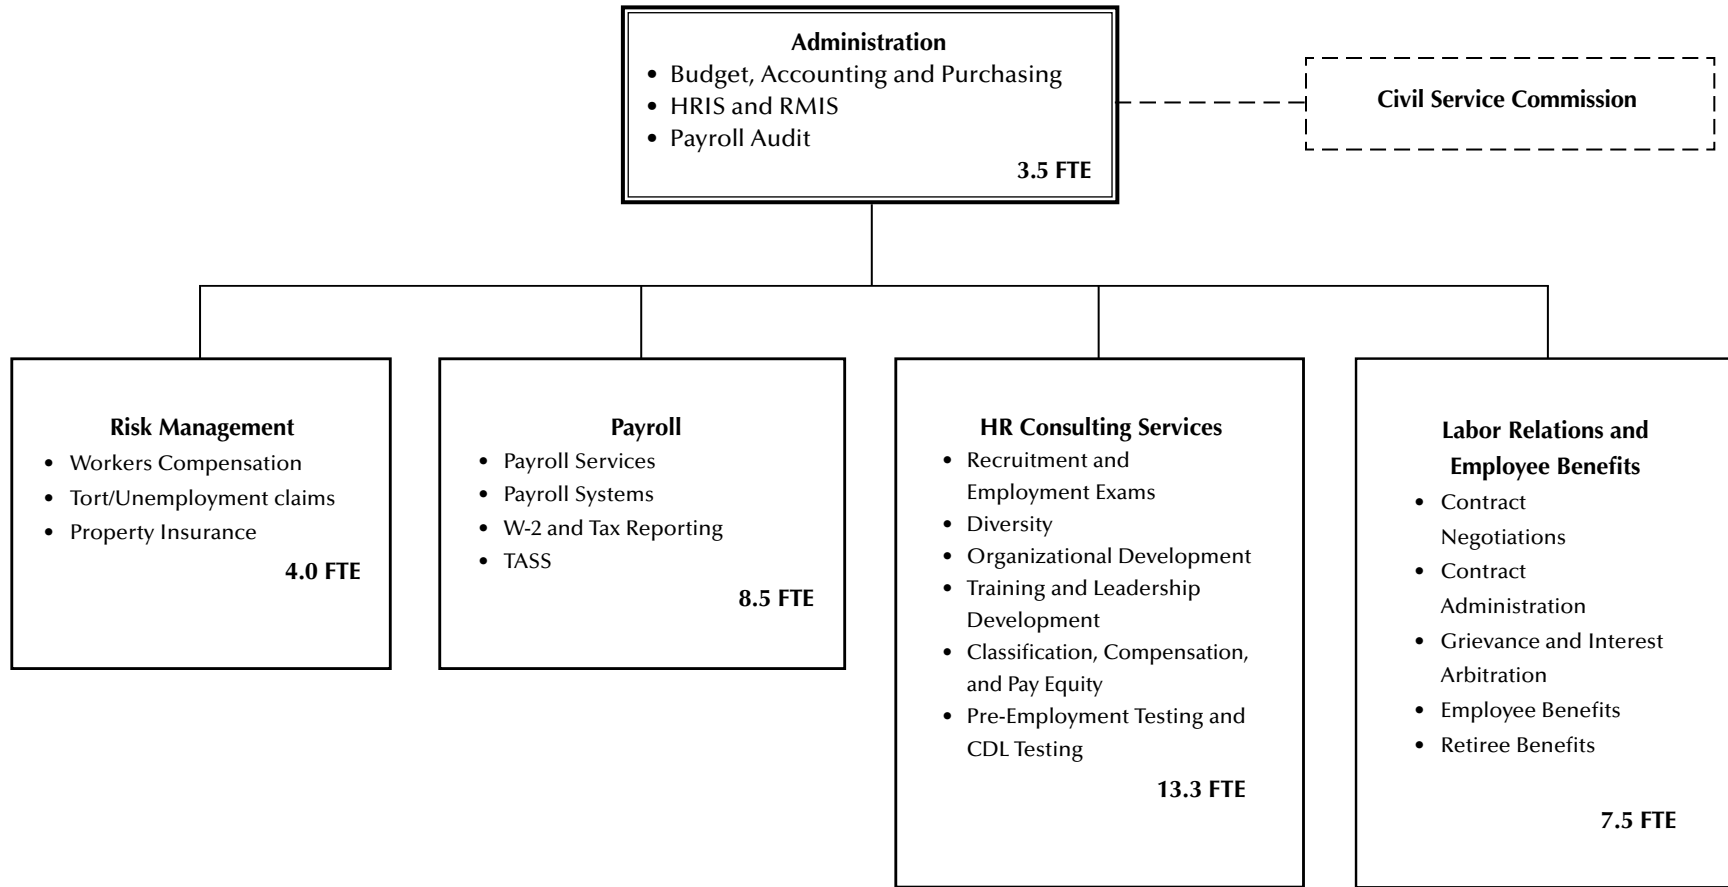 Administration
• Budget, Accounting and Purchasing
• HRIS and RMIS
• Payroll Audit
3.5 FTE
Civil Service Commission
Risk Management
• Workers Compensation
• Tort/Unemployment claims
• Property Insurance
4.0 FTE
Payroll
• Payroll Services
• Payroll Systems
• W-2 and Tax Reporting
• TASS
8.5 FTE
HR Consulting Services
• Recruitment and
Employment Exams
• Diversity
• Organizational Development
• Training and Leadership
Development
• Classification, Compensation,
and Pay Equity
• Pre-Employment Testing and
CDL Testing
13.3 FTE
Labor Relations and
Employee Benefits
• Contract
Negotiations
• Contract
Administration
• Grievance and Interest
Arbitration
• Employee Benefits
• Retiree Benefits
7.5 FTE